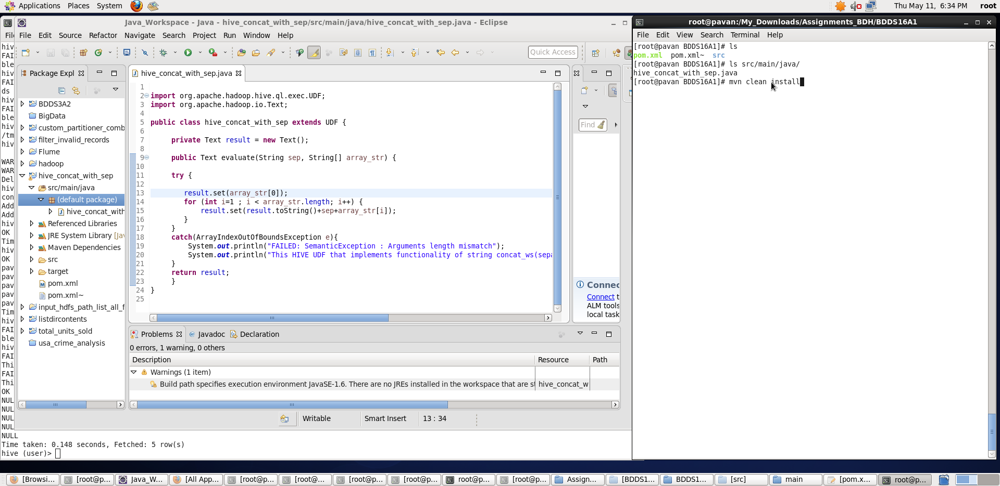 Applications Places System Thu May 11, 6:34 PM root
Java_Workspace - Java - hive_concat_with_sep/src/main/java/hive_concat_with_sep.java - Eclipse
File Edit Source Refactor Navigate Search Project Run Window Help
Quick Access
Package Expl
BDDS3A2
BigData
custom_partitioner_comb
filter_invalid_records
Flume
hadoop
hive_concat_with_sep
src/main/java
(default package)
hive_concat_with
Referenced Libraries
JRE System Library [Jav
Maven Dependencies
src
target
pom.xml
pom.xml~
input_hdfs_path_list_all_f
listdircontents
total_units_sold
usa_crime_analysis
hive_concat_with_sep.java
1
2 import org.apache.hadoop.hive.ql.exec.UDF;
3 import org.apache.hadoop.io.Text;
4
5 public class hive_concat_with_sep extends UDF {
6
7 private Text result = new Text();
8
9 public Text evaluate(String sep, String[] array_str) {
10
11 try {
12
13 result.set(array_str[0]);
14 for (int i=1 ; i < array_str.length; i++) {
15 result.set(result.toString()+sep+array_str[i]);
16 }
17 }
18 catch(ArrayIndexOutOfBoundsException e){
19 System.out.println("FAILED: SemanticException : Arguments length mismatch");
20 System.out.println("This HIVE UDF that implements functionality of string concat_ws(sepa
21 }
22 return result;
23 }
24 }
25
Find
Connec
Connect t
ALM tools
local task
Problems Javadoc Declaration
0 errors, 1 warning, 0 others
Description Resource Path
Warnings (1 item)
Build path specifies execution environment JavaSE-1.6. There are no JREs installed in the workspace that are st hive_concat_w
Writable Smart Insert 13 : 34
Fil
hiv
FAI
ble
hiv
FAI
ds
hiv
FAI
ble
hiv
/tm
hiv
WAR
WAR
Del
hiv
con
Add
Add
hiv
OK
Tim
hiv
OK
pav
pav
pav
pav
pav
Tim
hiv
FAI
ble
hiv
FAI
Thi
FAI
Thi
OK
NUL
NUL
NUL
NUL
NULL
Time taken: 0.148 seconds, Fetched: 5 row(s)
hive (user)>
root@pavan:/My_Downloads/Assignments_BDH/BDDS16A1
File Edit View Search Terminal Help
[root@pavan BDDS16A1]# ls
pom.xml pom.xml~ src
[root@pavan BDDS16A1]# ls src/main/java/
hive_concat_with_sep.java
[root@pavan BDDS16A1]# mvn clean install
[Browsi... [root@p... Java_W... [All App... [root@p... [root@... [root@p... [root@p... root@p... [root@p... Assign... [BDDS1... BDDS1... [src] main [pom.x... root@p...